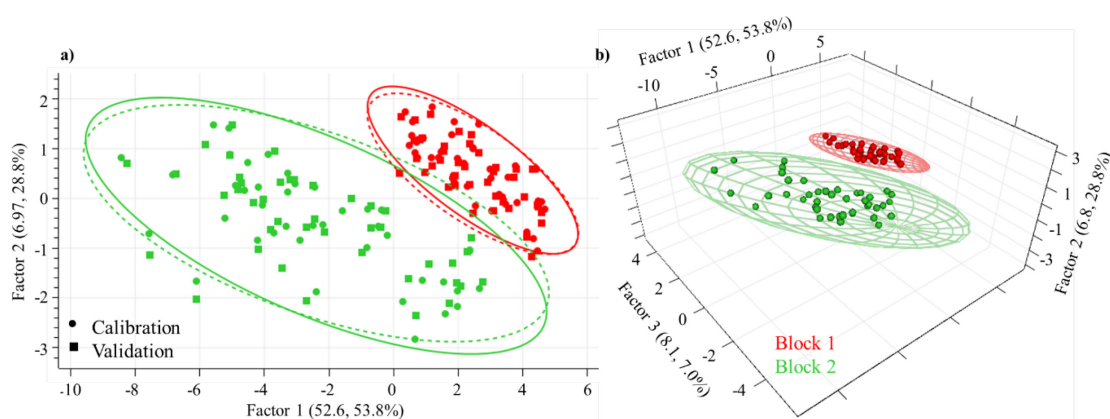 a)
2
1
0
-1
-2
-3
Factor 2 (6.97, 28.8%)
Calibration
Validation
-10
-8
-6
-4
-2
0
2
4
6
Factor 1 (52.6, 53.8%)
b)
Factor 1 (52.6, 53.8%)
-10
-5
0
5
3
1
-1
-3
Factor 2 (6.8, 28.8%)
4
2
0
-2
-4
Factor 3 (8.1, 7.0%)
Block 1
Block 2